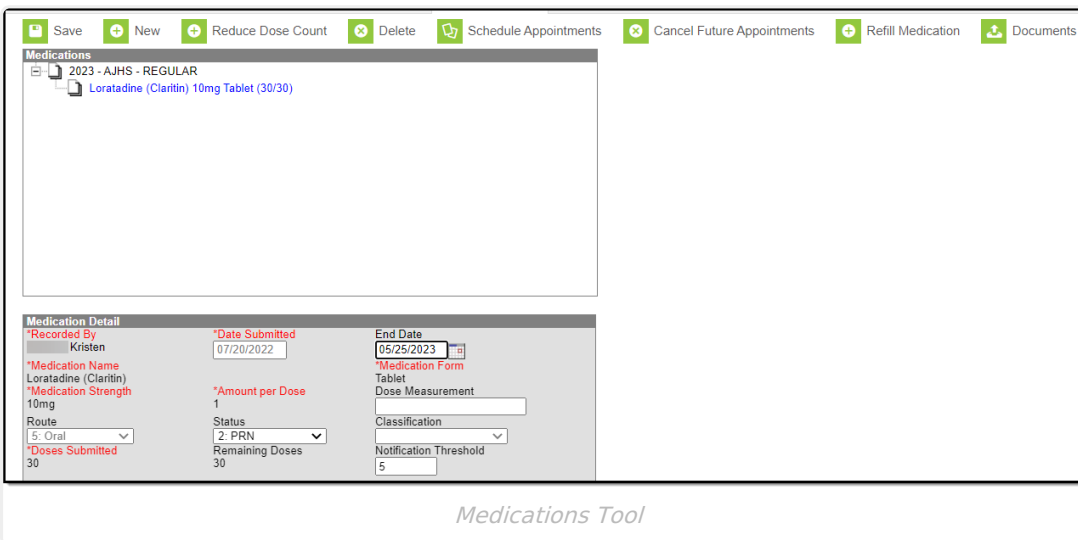 Save New Reduce Dose Count Delete Schedule Appointments Cancel Future Appointments Refill Medication Documents
Medications
2023 - AJHS - REGULAR
Loratadine (Claritin) 10mg Tablet (30/30)
Medication Detail
*Recorded By *Date Submitted End Date
Kristen 07/20/2022 05/25/2023
*Medication Name *Medication Form
Loratadine (Claritin) Tablet
*Medication Strength *Amount per Dose Dose Measurement
10mg 1
Route Status Classification
5: Oral 2: PRN
*Doses Submitted Remaining Doses Notification Threshold
30 30 5
Medications Tool